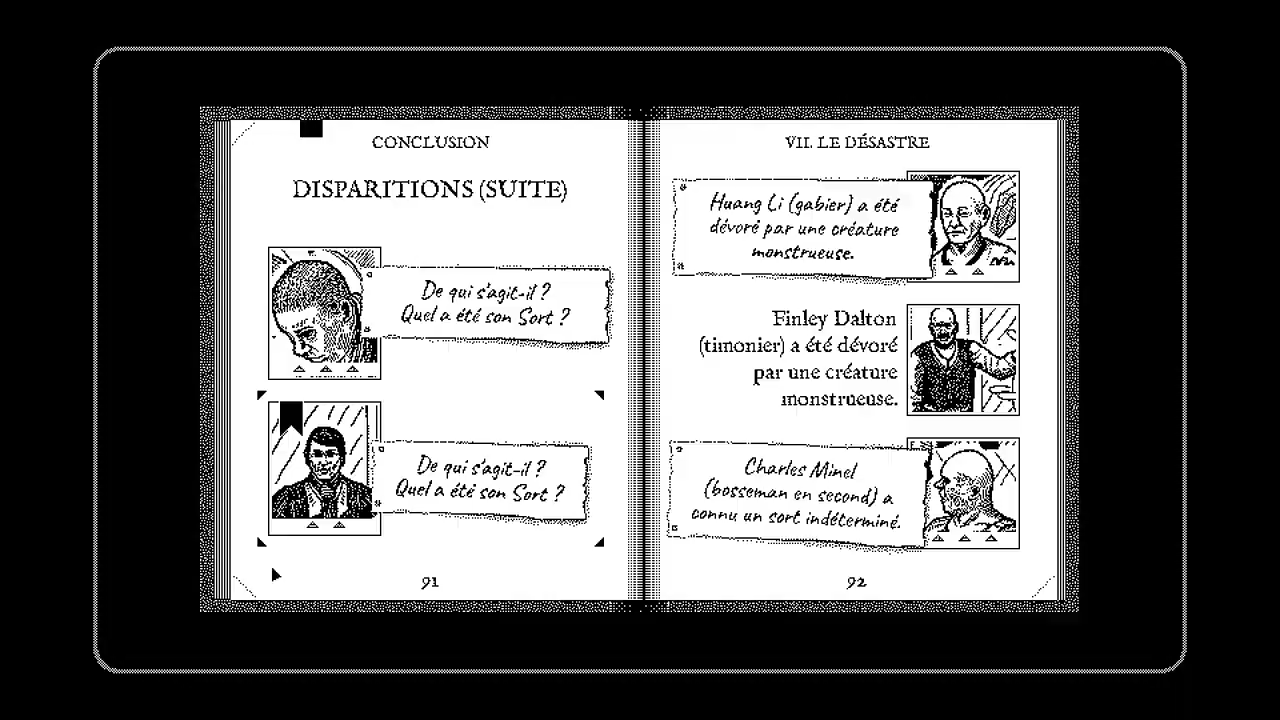 CONCLUSION
DISPARITIONS (SUITE)
De qui s'agit-il ?
Quel a été son Sort ?
De qui s'agit-il ?
Quel a été son Sort ?
91
VII. LE DÉSASTRE
Huang Li (gabier) a été
dévoré par une créature
monstrueuse.
Finley Dalton
(timonier) a été dévoré
par une créature
monstrueuse.
Charles Minel
(bosseman en second) a
connu un sort indéterminé.
92